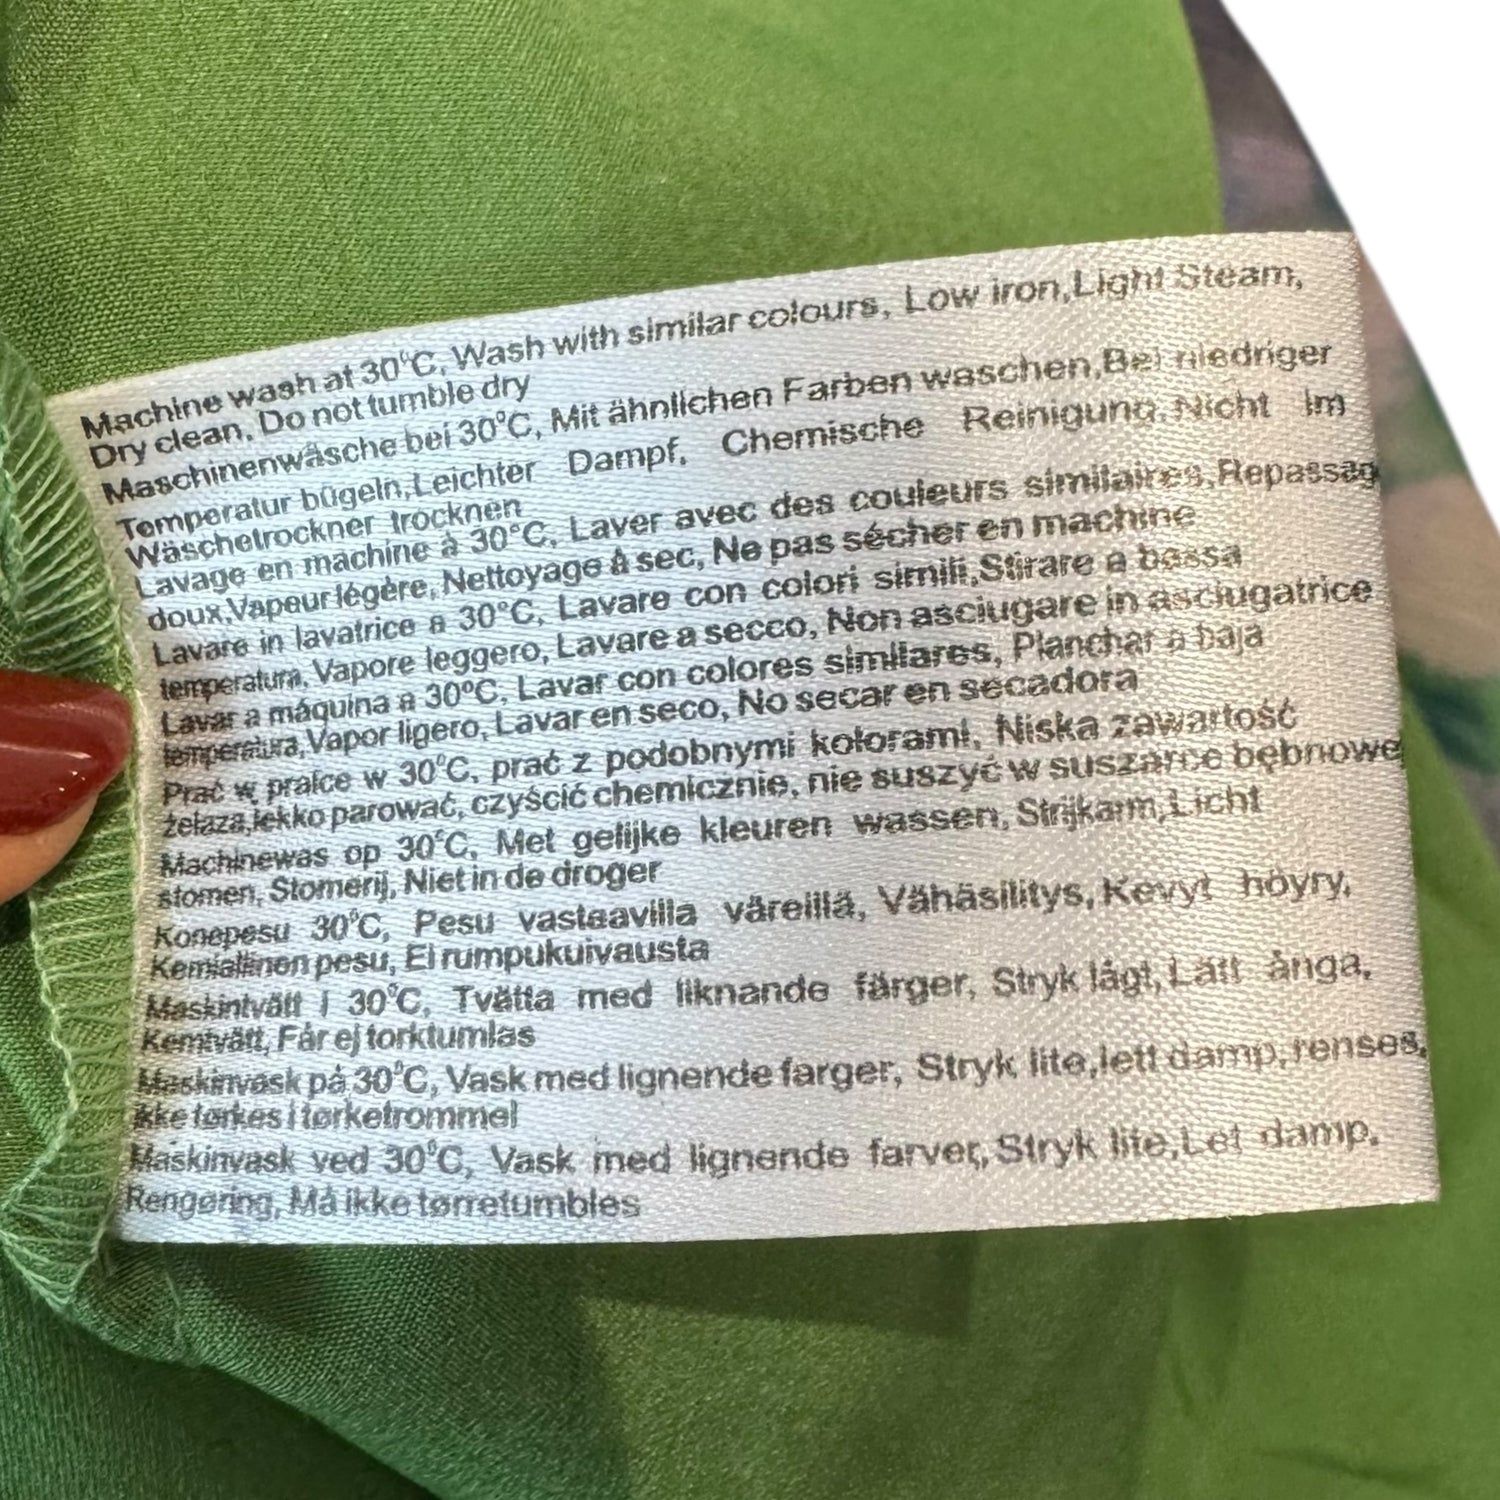 Machine wash at 30°C, Wash with similar colours, Low iron,Light Steam,
Dry clean, Do not tumble dry
Maschinenwäsche bei 30°C, Mit ähnlichen Farben waschen,Bei niedriger
Temperatur bügeln,Leichter Dampf, Chemische Reinigung,Nicht im
Wäschetrockner trocknen
Lavage en machine à 30°C, Laver avec des couleurs similaires,Repassag
doux,Vapeur légère, Nettoyage à sec, Ne pas sécher en machine
Lavare in lavatrice a 30°C, Lavare con colori simili,Stirare a bassa
temperatura, Vapore leggero, Lavare a secco, Non asciugare in asciugatrice
Lavar a máquina a 30ºC, Lavar con colores similares, Planchar a baja
temperatura,Vapor ligero, Lavar en seco, No secar en secadora
Prać w pralce w 30°C, prać z podobnymi kolorami, Niska zawartość
żelaza,lekko parować, czyścić chemicznie, nie suszyć w suszarce bębnowe
Machinewas op 30°C, Met gelijke kleuren wassen, Strijkarm,Licht
stomen, Stomerij, Niet in de droger
Konepesu 30°C, Pesu vastaavilla väreillä, Vähäsilitys, Kevyt höyry,
Kemiallinen pesu, Ei rumpukuivausta
Maskintvätt i 30°C, Tvätta med liknande färger, Stryk lågt, Lätt ånga,
Kemtvätt, Får ej torktumlas
Maskinvask på 30°C, Vask med lignende farger, Stryk lite,lett damp,renses,
ikke tørkes i tørketrommel
Maskinvask ved 30°C, Vask med lignende farver, Stryk lite,Let damp,
Rengøring, Må ikke tørretumbles